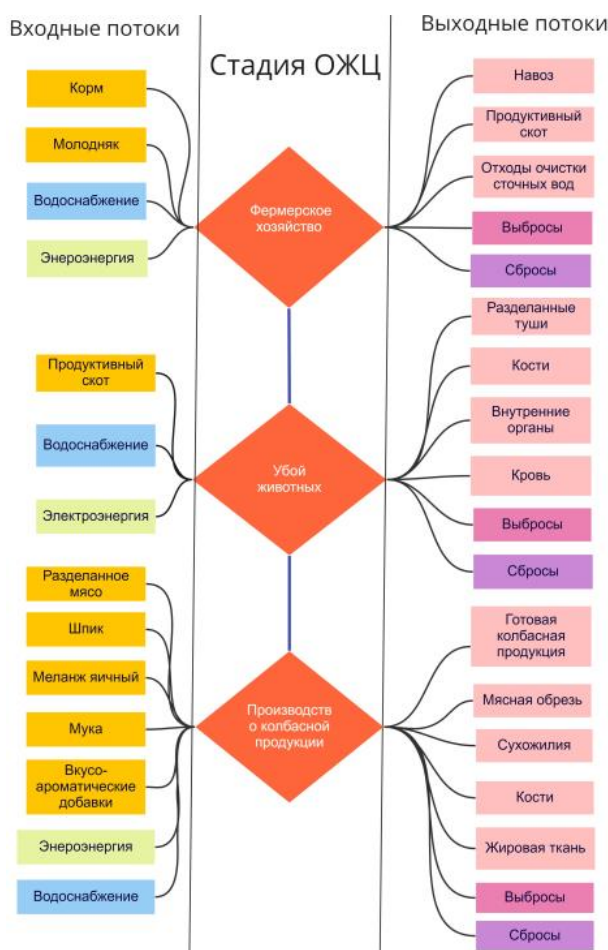 Входные потоки
Стадия ОЖЦ
Выходные потоки
Корм
Молодняк
Водоснабжение
Энероэнергия
Фермерское
хозяйство
Навоз
Продуктивный
скот
Отходы очистки
сточных вод
Выбросы
Сбросы
Продуктивный
скот
Водоснабжение
Электроэнергия
Убой
животных
Разделанные
туши
Кости
Внутренние
органы
Кровь
Выбросы
Сбросы
Разделанное
мясо
Шпик
Меланж яичный
Мука
Вкусо-
ароматические
добавки
Энероэнергия
Водоснабжение
Производств
о колбасной
продукции
Готовая
колбасная
продукция
Мясная обрезь
Сухожилия
Кости
Жировая ткань
Выбросы
Сбросы